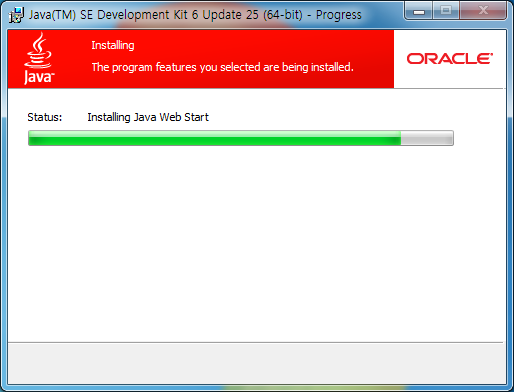 Java(TM) SE Development Kit 6 Update 25 (64-bit) - Progress
Java™
Installing
The program features you selected are being installed.
ORACLE®
Status: Installing Java Web Start